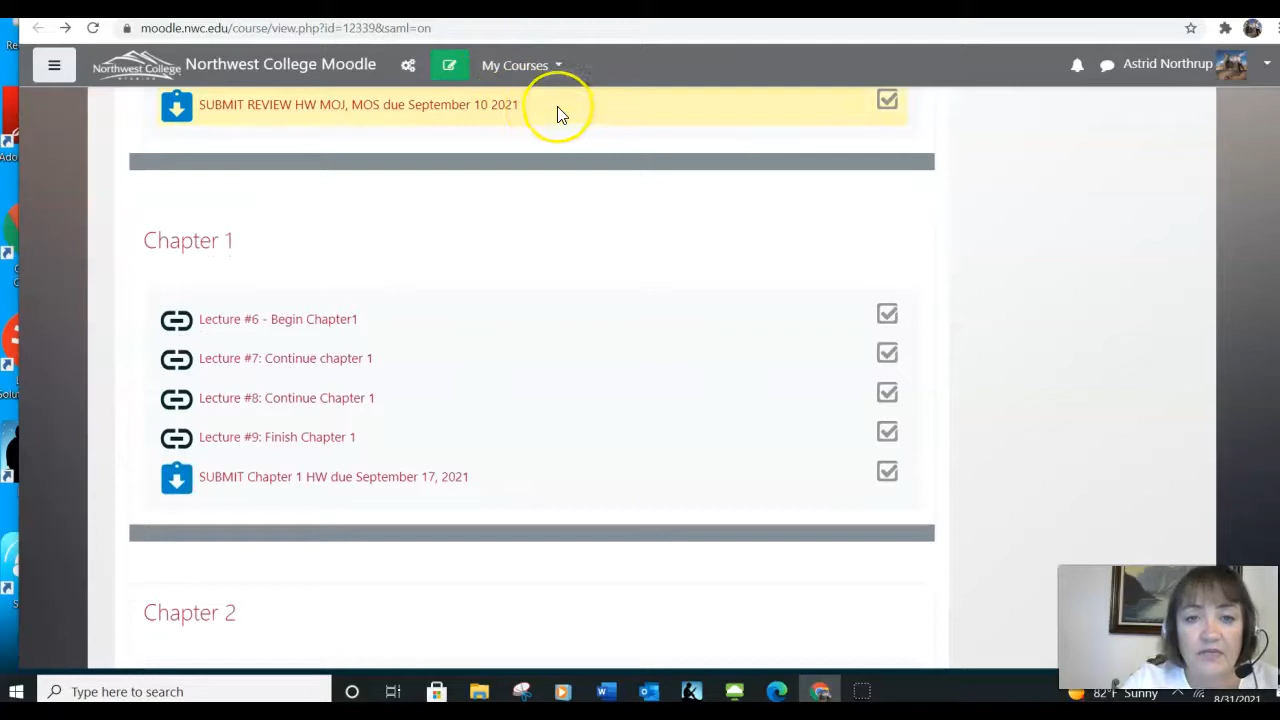 moodle.nwc.edu/course/view.php?id=12339&saml=on
Northwest College Northwest College Moodle My Courses Astrid Northrup
SUBMIT REVIEW HW MOJ, MOS due September 10 2021
Chapter 1
Lecture #6 - Begin Chapter1
Lecture #7: Continue chapter 1
Lecture #8: Continue Chapter 1
Lecture #9: Finish Chapter 1
SUBMIT Chapter 1 HW due September 17, 2021
Chapter 2
Type here to search
82°F Sunny
8/31/2021